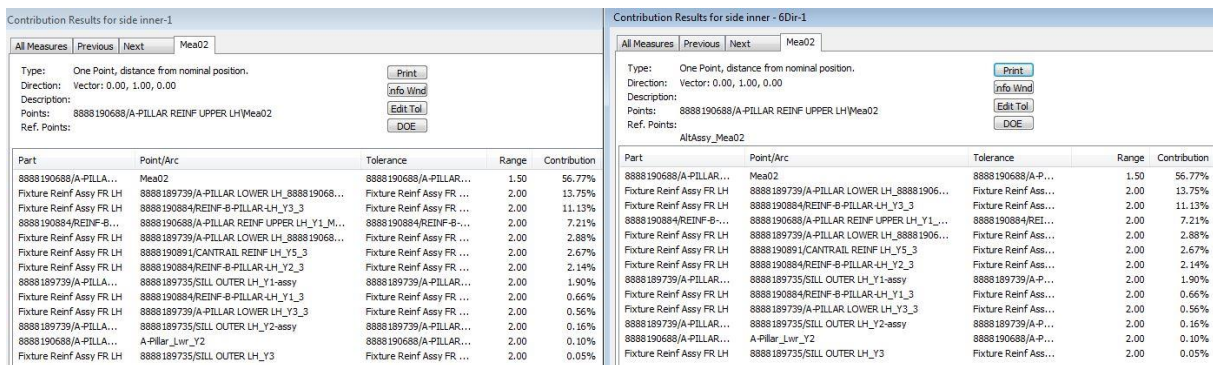 Contribution Results for side inner-1
All Measures Previous Next Mea02
Type: One Point, distance from nominal position.
Direction: Vector: 0.00, 1.00, 0.00
Description:
Points: 8888190688/A-PILLAR REINF UPPER LH\Mea02
Ref. Points:
Print
Info Wnd
Edit Tol
DOE
Part Point/Arc Tolerance Range Contribution
8888190688/A-PILLA... Mea02 8888190688/A-PILLAR... 1.50 56.77%
Fixture Reinf Assy FR LH 8888189739/A-PILLAR LOWER LH_888819068... Fixture Reinf Assy FR ... 2.00 13.75%
Fixture Reinf Assy FR LH 8888190884/REINF-B-PILLAR-LH_Y3_3 Fixture Reinf Assy FR ... 2.00 11.13%
8888190884/REINF-B... 8888190688/A-PILLAR REINF UPPER LH_Y1_M... 8888190884/REINF-B-... 2.00 7.21%
Fixture Reinf Assy FR LH 8888189739/A-PILLAR LOWER LH_888819068... Fixture Reinf Assy FR ... 2.00 2.88%
Fixture Reinf Assy FR LH 8888190891/CANTRAIL REINF LH_Y5_3 Fixture Reinf Assy FR ... 2.00 2.67%
Fixture Reinf Assy FR LH 8888190884/REINF-B-PILLAR-LH_Y2_3 Fixture Reinf Assy FR ... 2.00 2.14%
8888189739/A-PILLA... 8888189735/SILL OUTER LH_Y1-assy 8888189739/A-PILLAR... 2.00 1.90%
Fixture Reinf Assy FR LH 8888190884/REINF-B-PILLAR-LH_Y1_3 Fixture Reinf Assy FR ... 2.00 0.66%
Fixture Reinf Assy FR LH 8888189739/A-PILLAR LOWER LH_Y3_3 Fixture Reinf Assy FR ... 2.00 0.56%
8888189739/A-PILLA... 8888189735/SILL OUTER LH_Y2-assy 8888189739/A-PILLAR... 2.00 0.16%
8888190688/A-PILLA... A-Pillar_Lwr_Y2 8888190688/A-PILLAR... 2.00 0.10%
Fixture Reinf Assy FR LH 8888189735/SILL OUTER LH_Y3 Fixture Reinf Assy FR ... 2.00 0.05%
Contribution Results for side inner - 6Dir-1
All Measures Previous Next Mea02
Type: One Point, distance from nominal position.
Direction: Vector: 0.00, 1.00, 0.00
Description:
Points: 8888190688/A-PILLAR REINF UPPER LH\Mea02
Ref. Points:
AltAssy_Mea02
Print
Info Wnd
Edit Tol
DOE
Part Point/Arc Tolerance Range Contribution
8888190688/A-PILLAR... Mea02 8888190688/A-P... 1.50 56.77%
Fixture Reinf Assy FR LH 8888189739/A-PILLAR LOWER LH_88881906... Fixture Reinf Ass... 2.00 13.75%
Fixture Reinf Assy FR LH 8888190884/REINF-B-PILLAR-LH_Y3_3 Fixture Reinf Ass... 2.00 11.13%
8888190884/REINF-B-... 8888190688/A-PILLAR REINF UPPER LH_Y1_... 8888190884/REI... 2.00 7.21%
Fixture Reinf Assy FR LH 8888189739/A-PILLAR LOWER LH_88881906... Fixture Reinf Ass... 2.00 2.88%
Fixture Reinf Assy FR LH 8888190891/CANTRAIL REINF LH_Y5_3 Fixture Reinf Ass... 2.00 2.67%
Fixture Reinf Assy FR LH 8888190884/REINF-B-PILLAR-LH_Y2_3 Fixture Reinf Ass... 2.00 2.14%
8888189739/A-PILLAR... 8888189735/SILL OUTER LH_Y1-assy 8888189739/A-P... 2.00 1.90%
Fixture Reinf Assy FR LH 8888190884/REINF-B-PILLAR-LH_Y1_3 Fixture Reinf Ass... 2.00 0.66%
Fixture Reinf Assy FR LH 8888189739/A-PILLAR LOWER LH_Y3_3 Fixture Reinf Ass... 2.00 0.56%
8888189739/A-PILLAR... 8888189735/SILL OUTER LH_Y2-assy 8888189739/A-P... 2.00 0.16%
8888190688/A-PILLAR... A-Pillar_Lwr_Y2 8888190688/A-P... 2.00 0.10%
Fixture Reinf Assy FR LH 8888189735/SILL OUTER LH_Y3 Fixture Reinf Ass... 2.00 0.05%